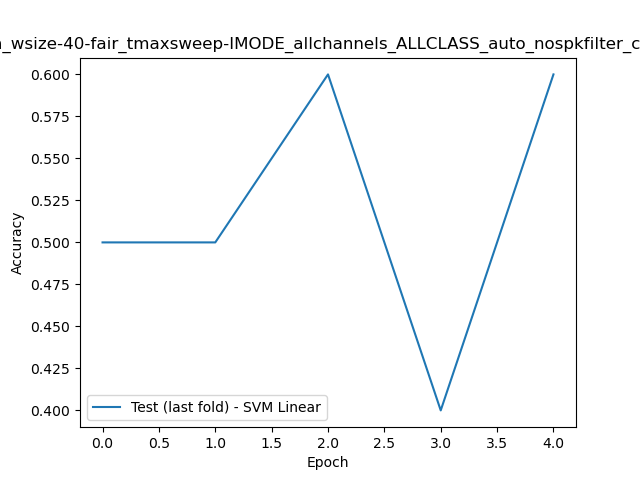 _wsize-40-fair_tmaxsweep-IMODE_allchannels_ALLCLASS_auto_nospkfilter_c
0.600
0.575
0.550
0.525
0.500
0.475
0.450
0.425
0.400
Accuracy
Test (last fold) - SVM Linear
0.0 0.5 1.0 1.5 2.0 2.5 3.0 3.5 4.0
Epoch